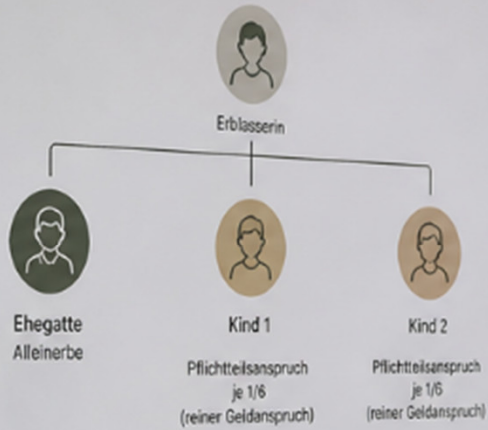 Erblasserin
Ehegatte
Alleinerbe
Kind 1
Pflichtteilsanspruch
je 1/6
(reiner Geldanspruch)
Kind 2
Pflichtteilsanspruch
je 1/6
(reiner Geldanspruch)